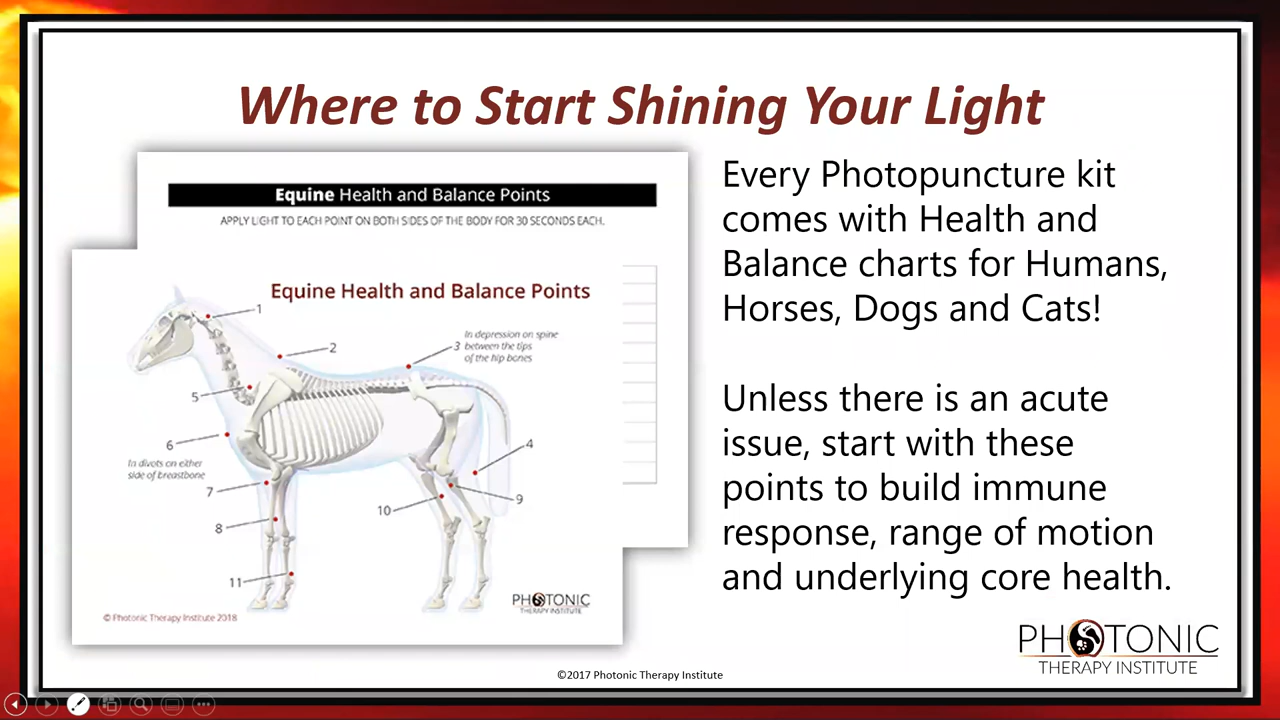 Where to Start Shining Your Light
Equine Health and Balance Points
APPLY LIGHT TO EACH POINT ON BOTH SIDES OF THE BODY FOR 30 SECONDS EACH.
Equine Health and Balance Points
1
2
3
In depression on spine
between the tips
of the hip bones
4
5
6
In divots on either
side of breastbone
7
8
9
10
11
PHOTONIC
THERAPY INSTITUTE
© Photonic Therapy Institute 2018
Every Photopuncture kit
comes with Health and
Balance charts for Humans,
Horses, Dogs and Cats!
Unless there is an acute
issue, start with these
points to build immune
response, range of motion
and underlying core health.
PHOTONIC
THERAPY INSTITUTE
©2017 Photonic Therapy Institute